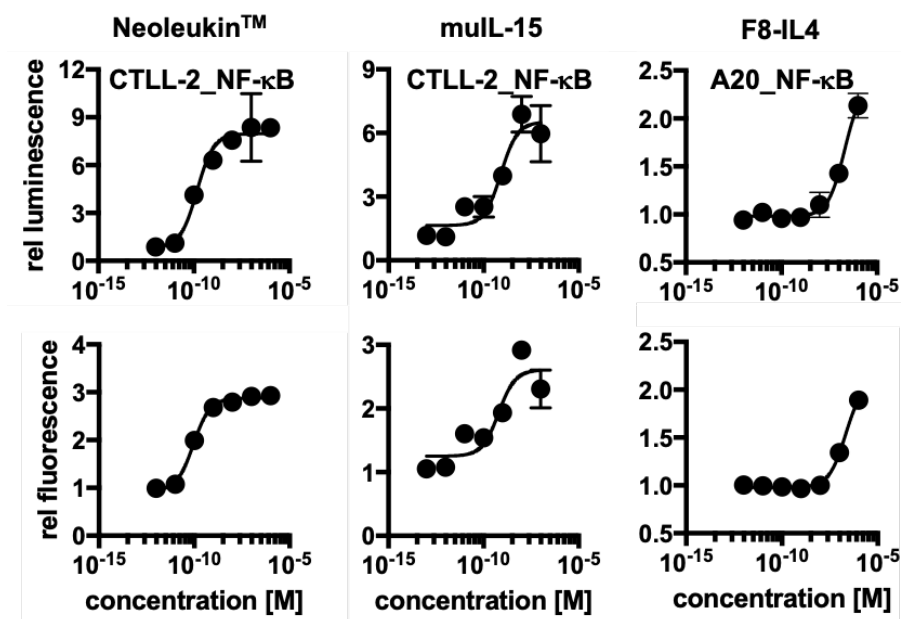 Neoleukin™ muIL-15 F8-IL4
CTLL-2_NF-κB CTLL-2_NF-κB A20_NF-κB
rel luminescence
12
9
6
3
0
10-15 10-10 10-5
9
6
3
0
10-15 10-10 10-5
2.5
2.0
1.5
1.0
0.5
10-15 10-10 10-5
rel fluorescence
4
3
2
1
0
10-15 10-10 10-5
3
2
1
0
10-15 10-10 10-5
2.5
2.0
1.5
1.0
0.5
10-15 10-10 10-5
concentration [M] concentration [M] concentration [M]